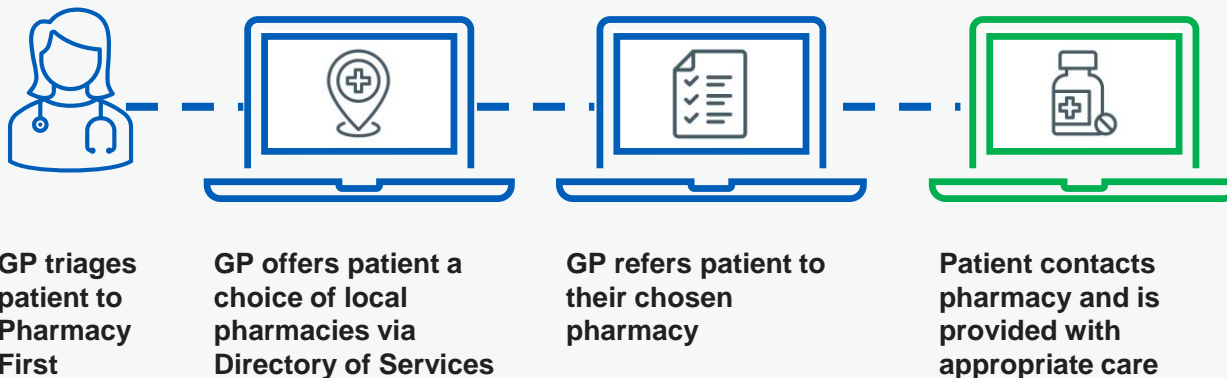 GP triages
patient to
Pharmacy
First
GP offers patient a
choice of local
pharmacies via
Directory of Services
GP refers patient to
their chosen
pharmacy
Patient contacts
pharmacy and is
provided with
appropriate care